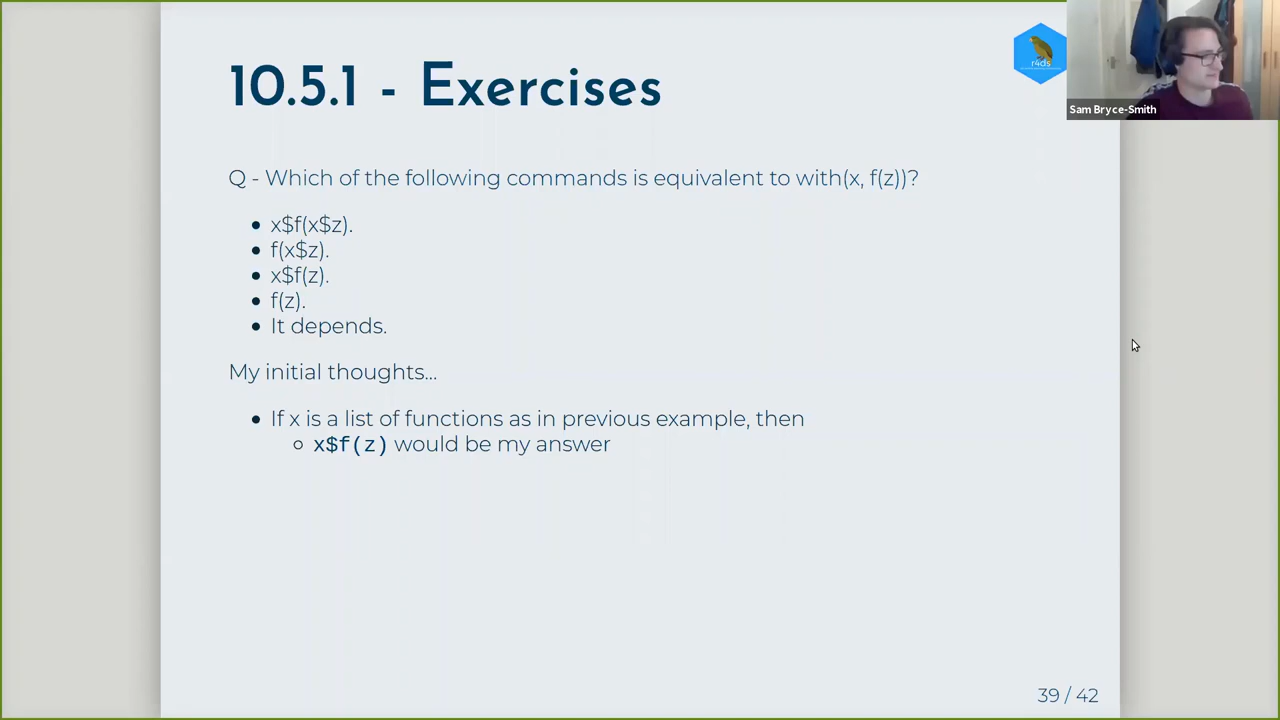 10.5.1 - Exercises
r4ds
Sam Bryce-Smith
Q - Which of the following commands is equivalent to with(x, f(z))?
• x$f(x$z).
• f(x$z).
• x$f(z).
• f(z).
• It depends.
My initial thoughts...
• If x is a list of functions as in previous example, then
○ x$f(z) would be my answer
39 / 42